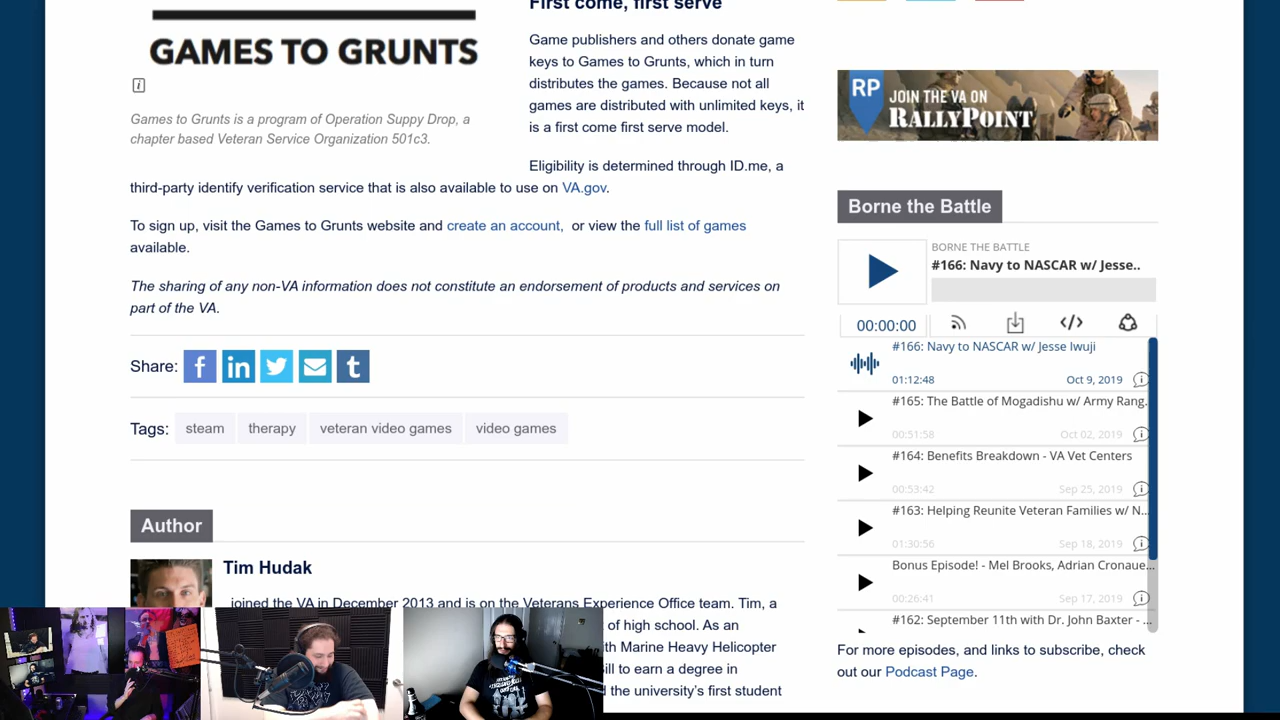 First come, first serve
GAMES TO GRUNTS
Games to Grunts is a program of Operation Suppy Drop, a
chapter based Veteran Service Organization 501c3.
Game publishers and others donate game
keys to Games to Grunts, which in turn
distributes the games. Because not all
games are distributed with unlimited keys, it
is a first come first serve model.
Eligibility is determined through ID.me, a
third-party identify verification service that is also available to use on VA.gov.
To sign up, visit the Games to Grunts website and create an account, or view the full list of games
available.
The sharing of any non-VA information does not constitute an endorsement of products and services on
part of the VA.
Share: f in t
Tags: steam therapy veteran video games video games
Author
Tim Hudak
joined the VA in December 2013 and is on the Veterans Experience Office team. Tim, a
of high school. As an
th Marine Heavy Helicopter
ill to earn a degree in
d the university's first student
RP JOIN THE VA ON
RALLYPOINT
Borne the Battle
BORNE THE BATTLE
#166: Navy to NASCAR w/ Jesse..
00:00:00
#166: Navy to NASCAR w/ Jesse Iwuji
01:12:48 Oct 9, 2019
#165: The Battle of Mogadishu w/ Army Rang...
00:51:58 Oct 02, 2019
#164: Benefits Breakdown - VA Vet Centers
00:53:42 Sep 25, 2019
#163: Helping Reunite Veteran Families w/ N...
01:30:56 Sep 18, 2019
Bonus Episode! - Mel Brooks, Adrian Cronaue...
00:26:41 Sep 17, 2019
#162: September 11th with Dr. John Baxter - ...
For more episodes, and links to subscribe, check
out our Podcast Page.